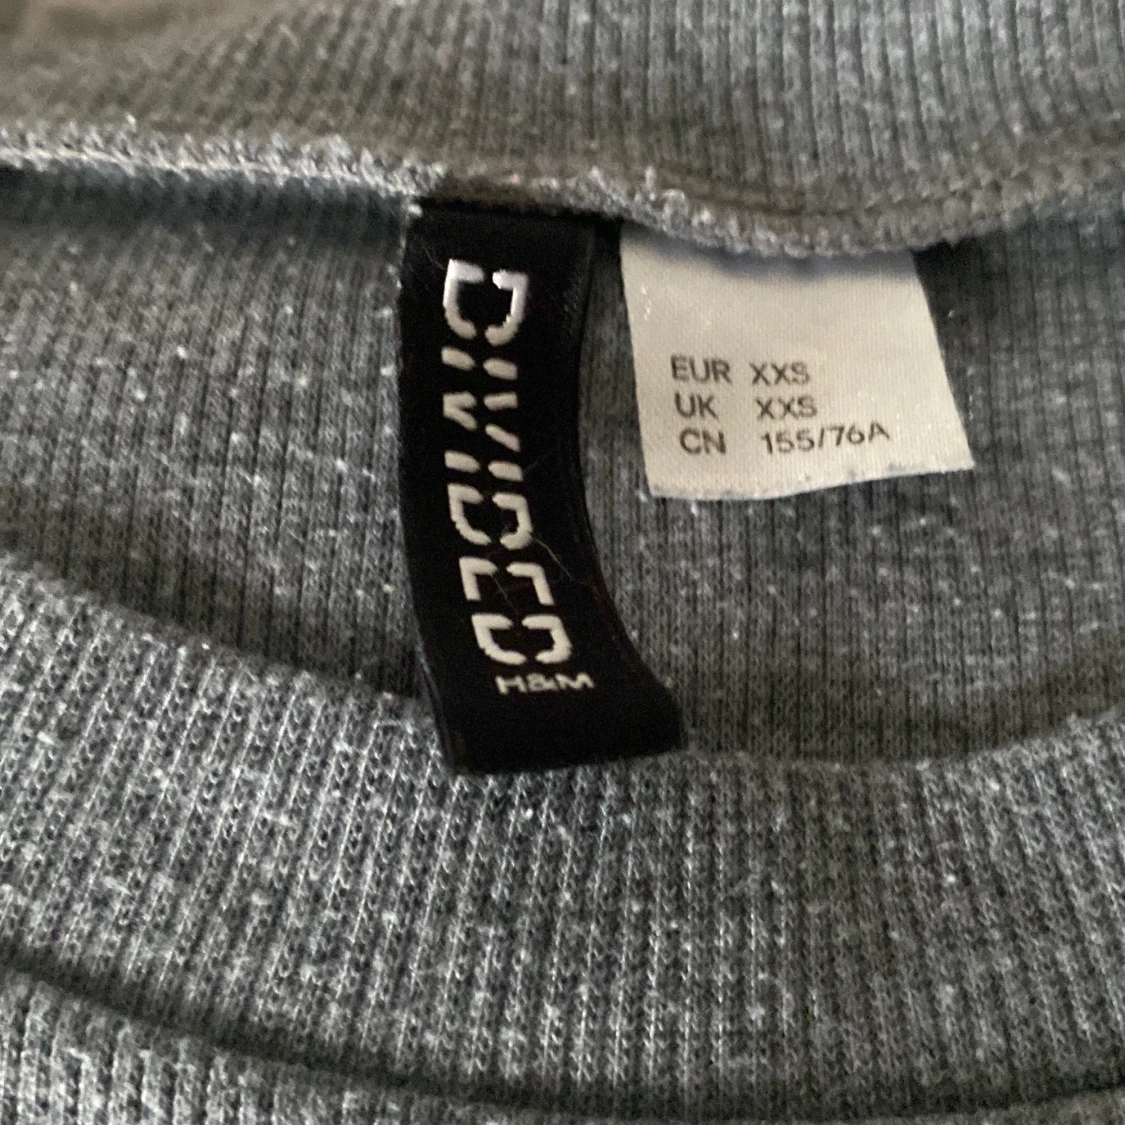 DIVIDED
H&M
EUR XXS
UK XXS
CN 155/76A